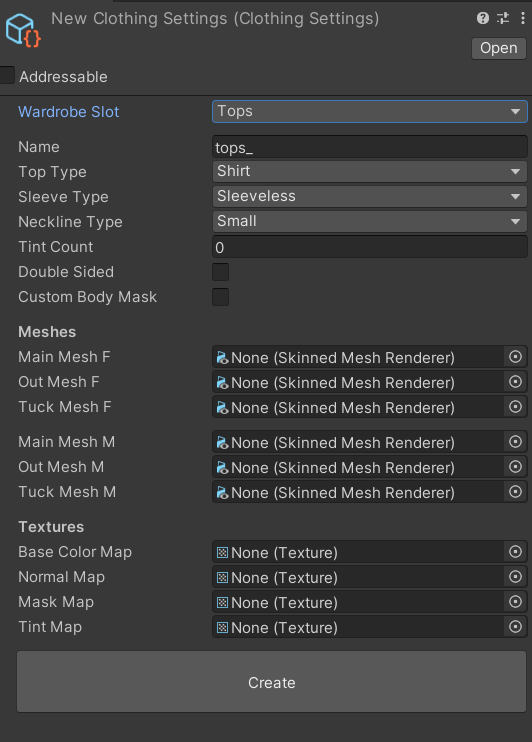 New Clothing Settings (Clothing Settings)
Open
Addressable
Wardrobe Slot Tops
Name tops_
Top Type Shirt
Sleeve Type Sleeveless
Neckline Type Small
Tint Count 0
Double Sided
Custom Body Mask
Meshes
Main Mesh F None (Skinned Mesh Renderer)
Out Mesh F None (Skinned Mesh Renderer)
Tuck Mesh F None (Skinned Mesh Renderer)
Main Mesh M None (Skinned Mesh Renderer)
Out Mesh M None (Skinned Mesh Renderer)
Tuck Mesh M None (Skinned Mesh Renderer)
Textures
Base Color Map None (Texture)
Normal Map None (Texture)
Mask Map None (Texture)
Tint Map None (Texture)
Create